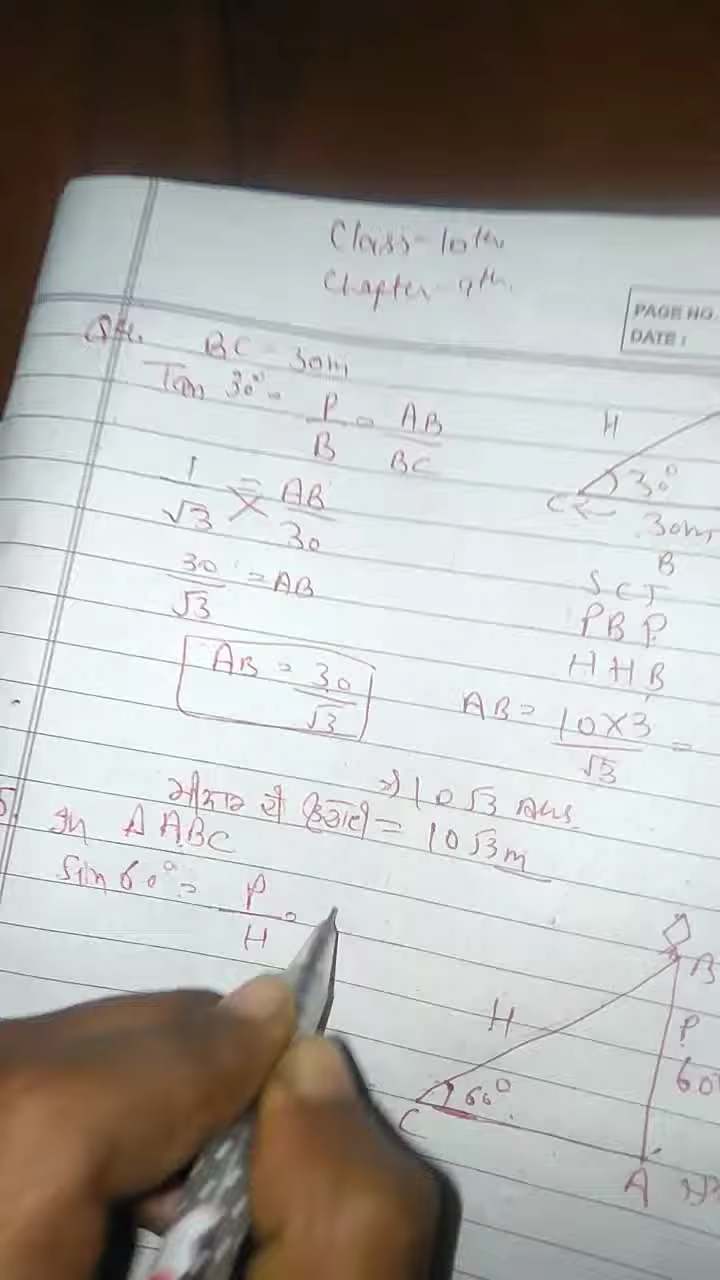 Class-10th
Chapter-9th.
PAGE NO.
DATE :
Q4. BC = 30m
Tan 30° = P/B = AB/BC
1/√3 = AB/30
30/√3 = AB
AB = 30/√3
H
30°
C
30m
B
S C T
P B P
H H B
AB = 10×3/√3 =
⇒ 10√3 Ans.
मीनार की ऊँचाई = 10√3m
5. In Δ ABC
Sin 60° = P/H =
B
H
P
60
60°
C
A